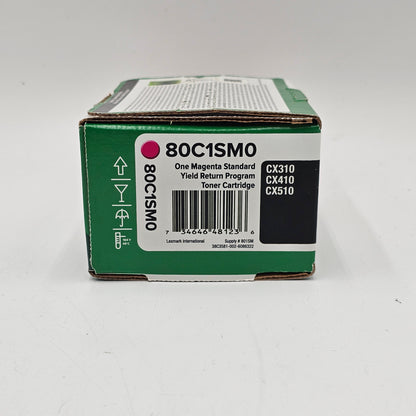 80C1SM0
One Magenta Standard
Yield Return Program
Toner Cartridge
80C1SM0
CX310
CX410
CX510
7 34646 48123 6
Lexmark International
Supply # 801SM